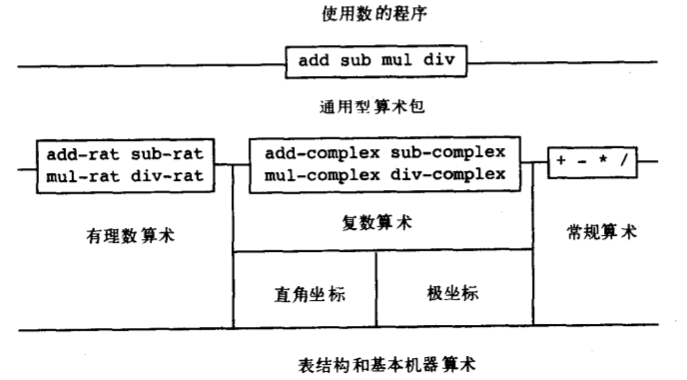 使用数的程序
add sub mul div
通用型算术包
add-rat sub-rat
mul-rat div-rat
add-complex sub-complex
mul-complex div-complex
+ - * /
有理数算术
复数算术
常规算术
直角坐标
极坐标
表结构和基本机器算术